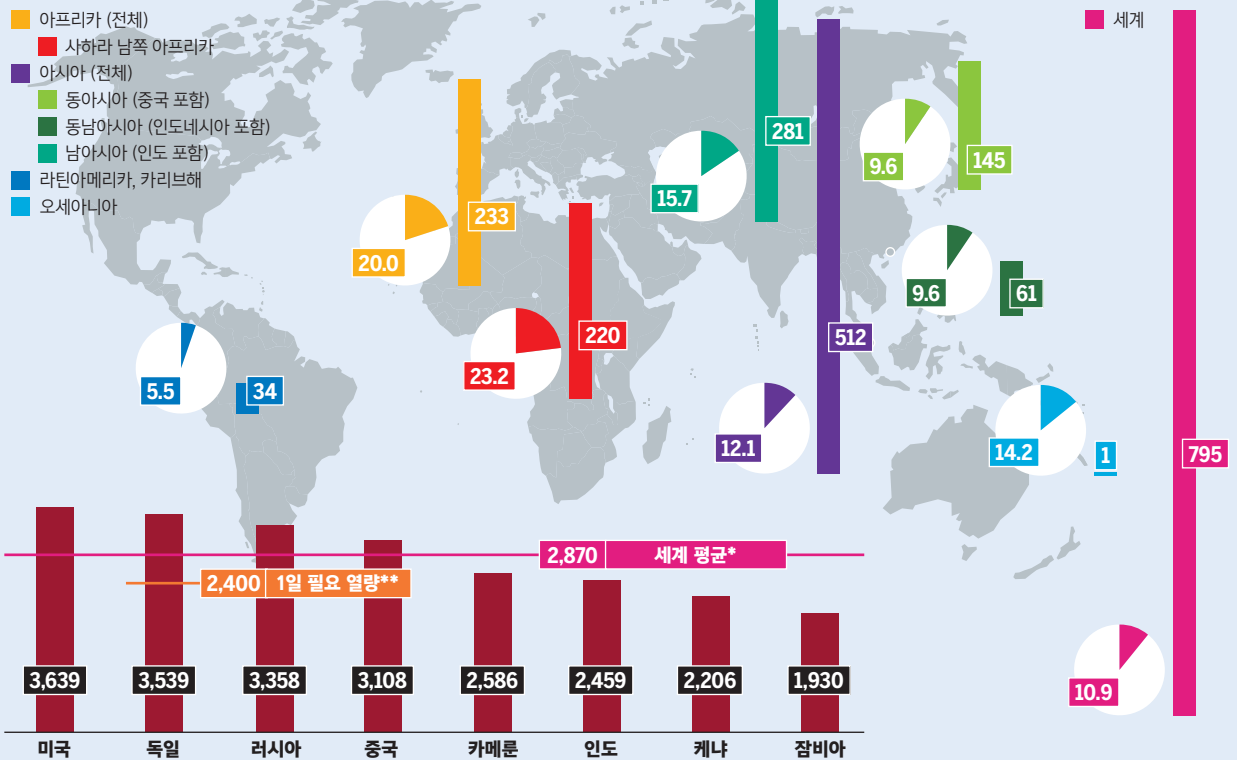 아프리카 (전체)
사하라 남쪽 아프리카
아시아 (전체)
동아시아 (중국 포함)
동남아시아 (인도네시아 포함)
남아시아 (인도 포함)
라틴아메리카, 카리브해
오세아니아
세계
281
145
9.6
15.7
233
20.0
9.6
61
220
23.2
512
5.5
34
12.1
14.2
1
795
2,870 세계 평균*
2,400 1일 필요 열량**
3,639
3,539
3,358
3,108
2,586
2,459
2,206
1,930
10.9
미국
독일
러시아
중국
카메룬
인도
케냐
잠비아